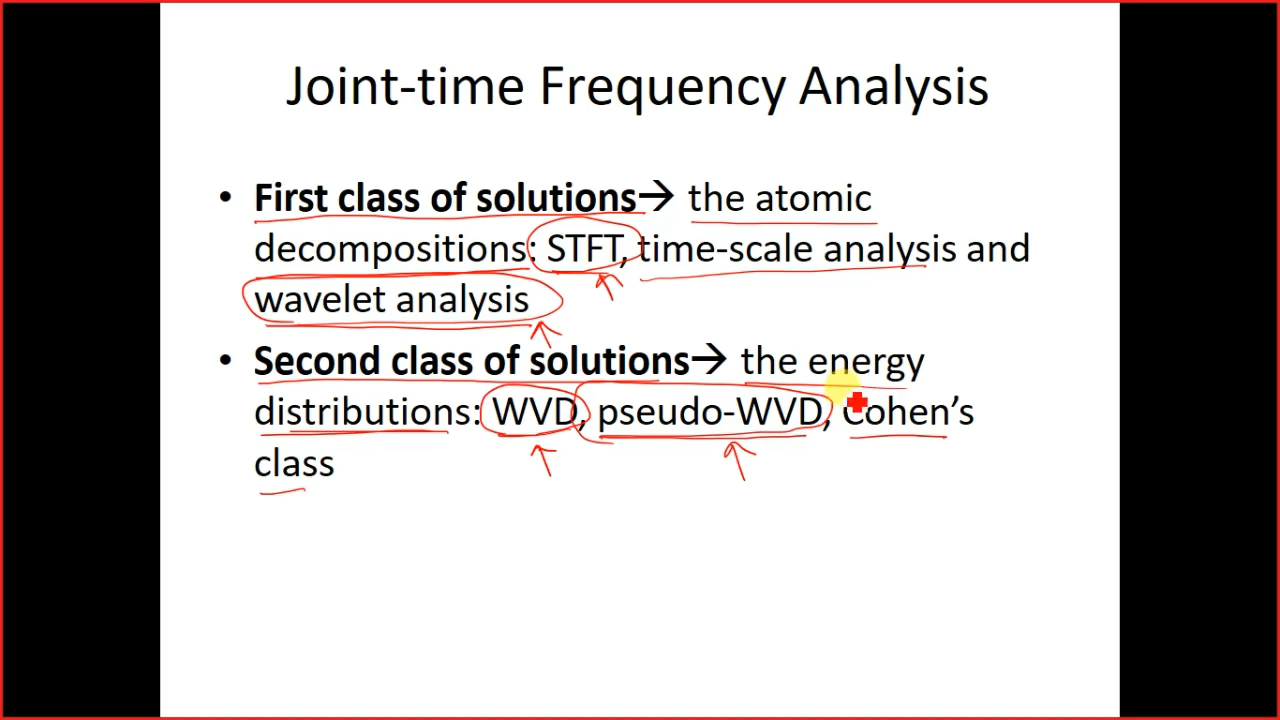 Joint-time Frequency Analysis
• First class of solutions→ the atomic
decompositions: STFT, time-scale analysis and
wavelet analysis
• Second class of solutions→ the energy
distributions: WVD, pseudo-WVD, Cohen's
class